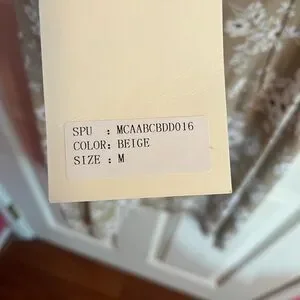 SPU : MCAABCBDD016
COLOR: BEIGE
SIZE : M